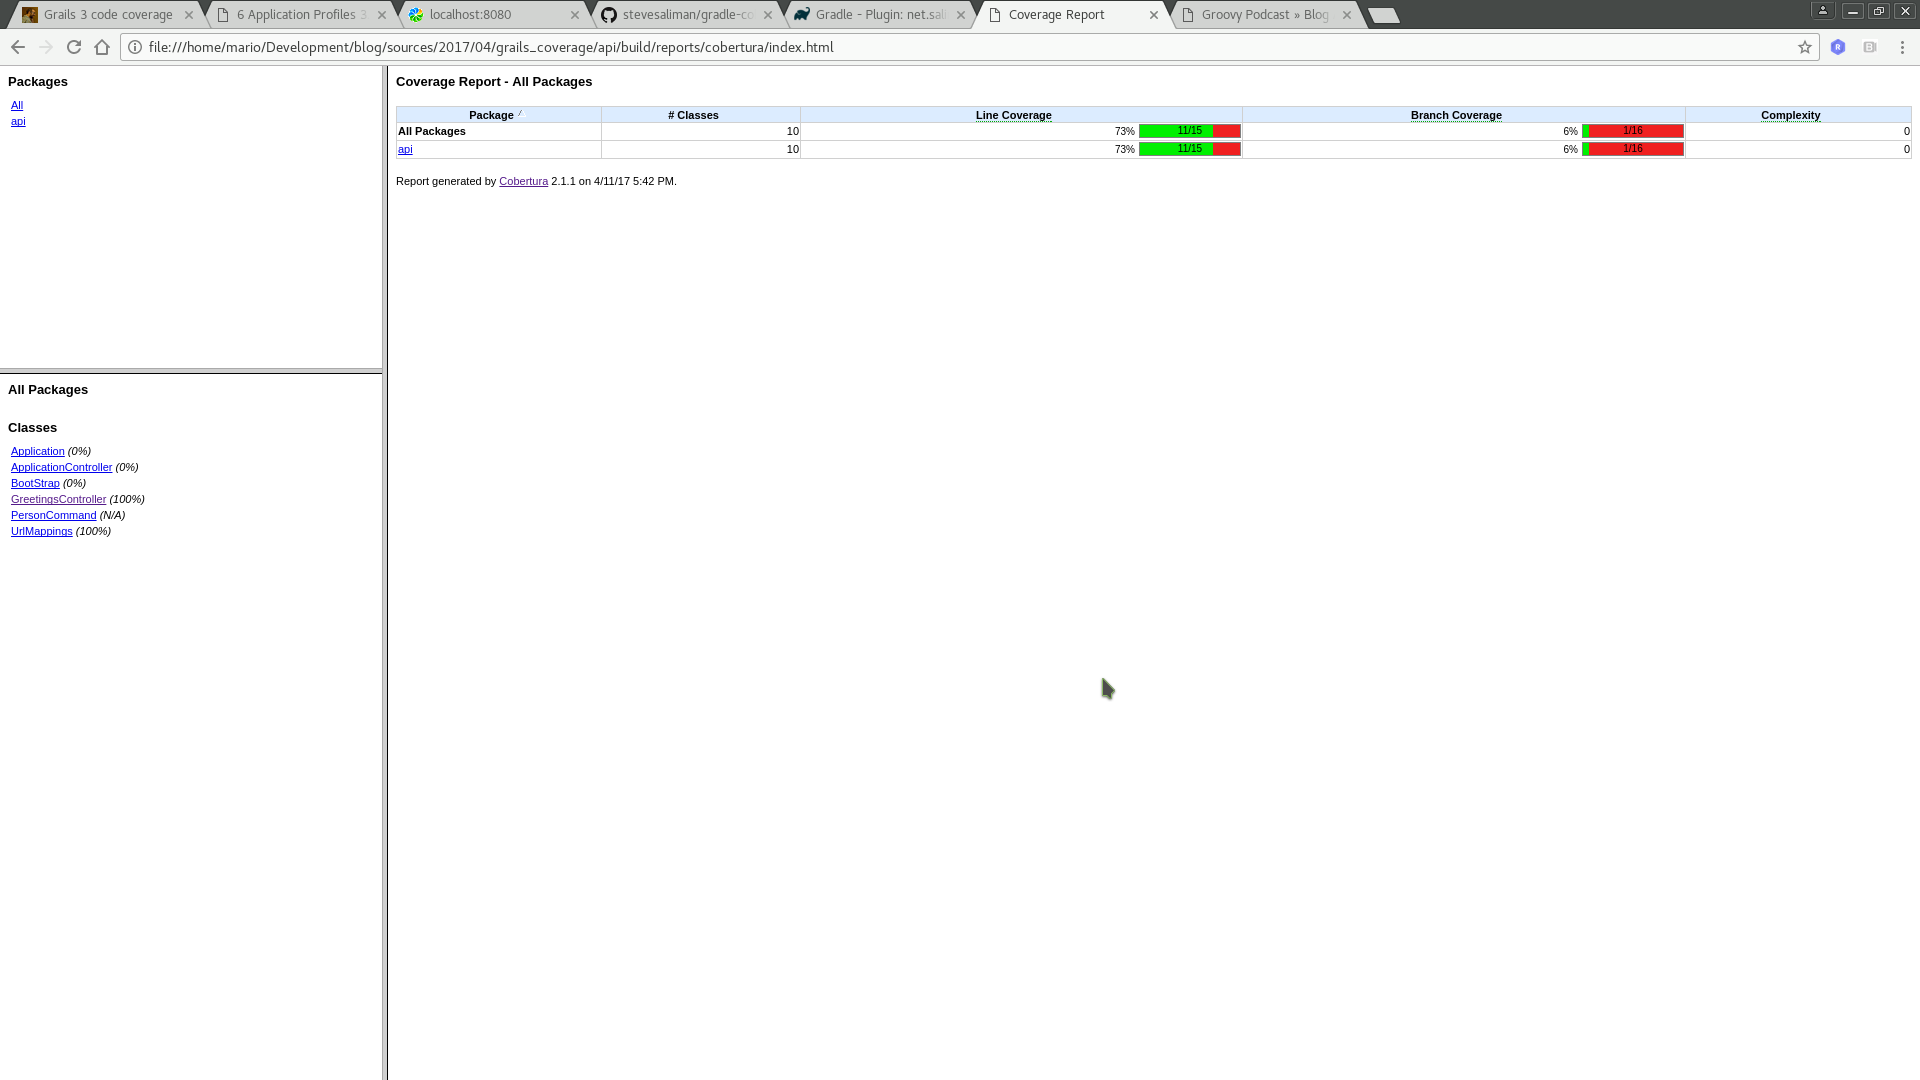 Grails 3 code coverage
6 Application Profiles 3
localhost:8080
stevesaliman/gradle-co
Gradle - Plugin: net.sali
Coverage Report
Groovy Podcast » Blog
file:///home/mario/Development/blog/sources/2017/04/grails_coverage/api/build/reports/cobertura/index.html
Packages
All
api
All Packages
Classes
Application (0%)
ApplicationController (0%)
BootStrap (0%)
GreetingsController (100%)
PersonCommand (N/A)
UrlMappings (100%)
Coverage Report - All Packages
Package # Classes Line Coverage Branch Coverage Complexity
All Packages 10 73% 11/15 6% 1/16 0
api 10 73% 11/15 6% 1/16 0
Report generated by Cobertura 2.1.1 on 4/11/17 5:42 PM.